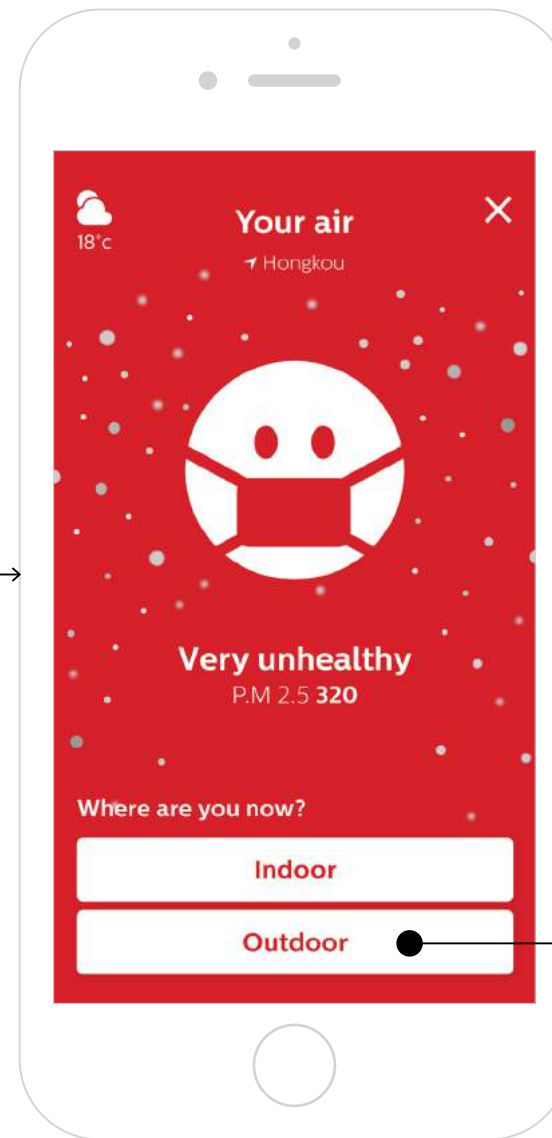 18°c
Your air
Hongkou
Very unhealthy
P.M 2.5 320
Where are you now?
Indoor
Outdoor